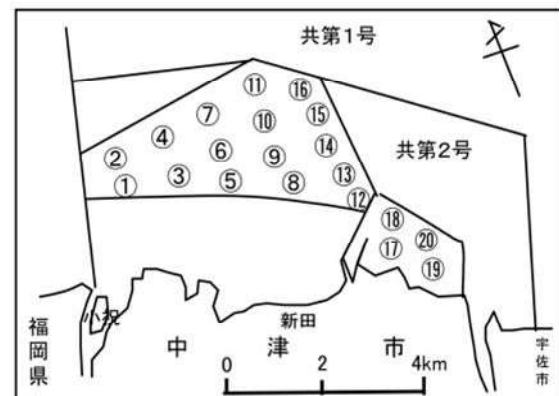 共第1号
⑪ ⑯
⑦ ⑩ ⑮
④ ⑥ ⑨ ⑭ 共第2号
② ① ③ ⑤ ⑧ ⑬
⑫
⑱ ⑳
⑰ ⑲
小祝
新田
福岡県
中津市
宇佐市
0 2 4km